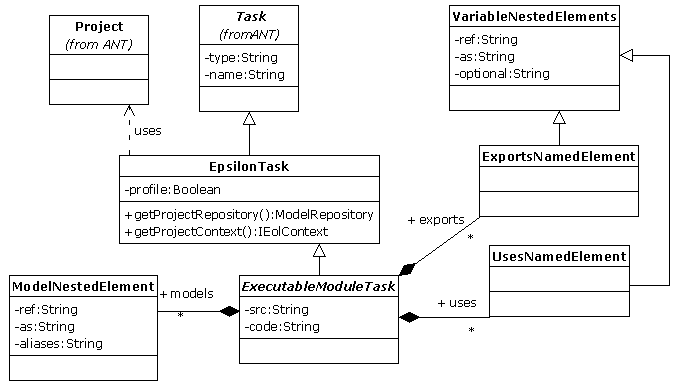 Project
(from ANT)
Task
(fromANT)
-type:String
-name:String
VariableNestedElements
-ref:String
-as:String
-optional:String
uses
EpsilonTask
-profile:Boolean
+getProjectRepository():ModelRepository
+getProjectContext():IEolContext
ExportsNamedElement
+ exports
*
UsesNamedElement
ModelNestedElement
-ref:String
-as:String
-aliases:String
+ models
*
ExecutableModuleTask
-src:String
-code:String
+ uses
*